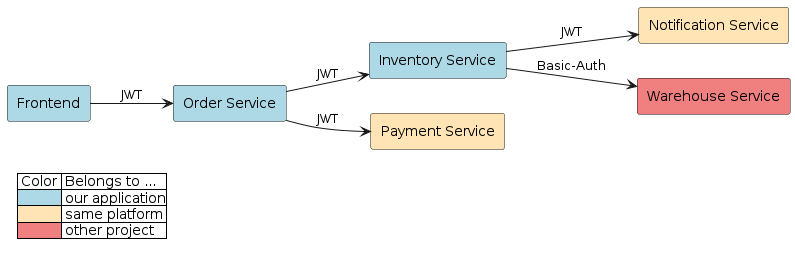 JWT
Notification Service
Inventory Service
Basic-Auth
JWT
Warehouse Service
Frontend
JWT
Order Service
JWT
Payment Service
Color Belongs to ...
our application
same platform
other project